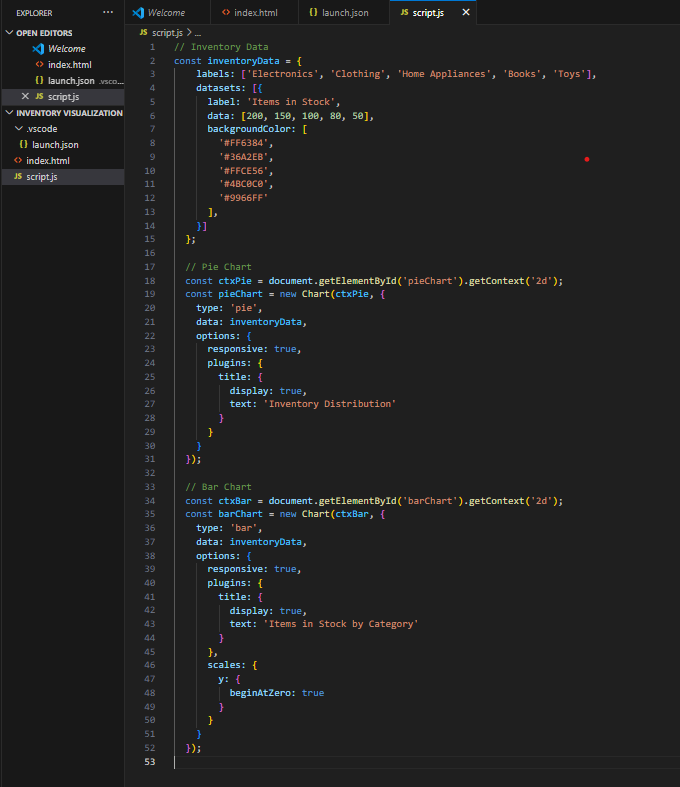 EXPLORER ...
OPEN EDITORS
Welcome
index.html
launch.json .vsco...
JS script.js
INVENTORY VISUALIZATION
.vscode
{} launch.json
<> index.html
JS script.js
Welcome
<> index.html
{} launch.json
JS script.js
JS script.js > ...
1 // Inventory Data
2 const inventoryData = {
3 labels: ['Electronics', 'Clothing', 'Home Appliances', 'Books', 'Toys'],
4 datasets: [{
5 label: 'Items in Stock',
6 data: [200, 150, 100, 80, 50],
7 backgroundColor: [
8 '#FF6384',
9 '#36A2EB',
10 '#FFCE56',
11 '#4BC0C0',
12 '#9966FF'
13 ],
14 }]
15 };
16
17 // Pie Chart
18 const ctxPie = document.getElementById('pieChart').getContext('2d');
19 const pieChart = new Chart(ctxPie, {
20 type: 'pie',
21 data: inventoryData,
22 options: {
23 responsive: true,
24 plugins: {
25 title: {
26 display: true,
27 text: 'Inventory Distribution'
28 }
29 }
30 }
31 });
32
33 // Bar Chart
34 const ctxBar = document.getElementById('barChart').getContext('2d');
35 const barChart = new Chart(ctxBar, {
36 type: 'bar',
37 data: inventoryData,
38 options: {
39 responsive: true,
40 plugins: {
41 title: {
42 display: true,
43 text: 'Items in Stock by Category'
44 }
45 },
46 scales: {
47 y: {
48 beginAtZero: true
49 }
50 }
51 }
52 });
53